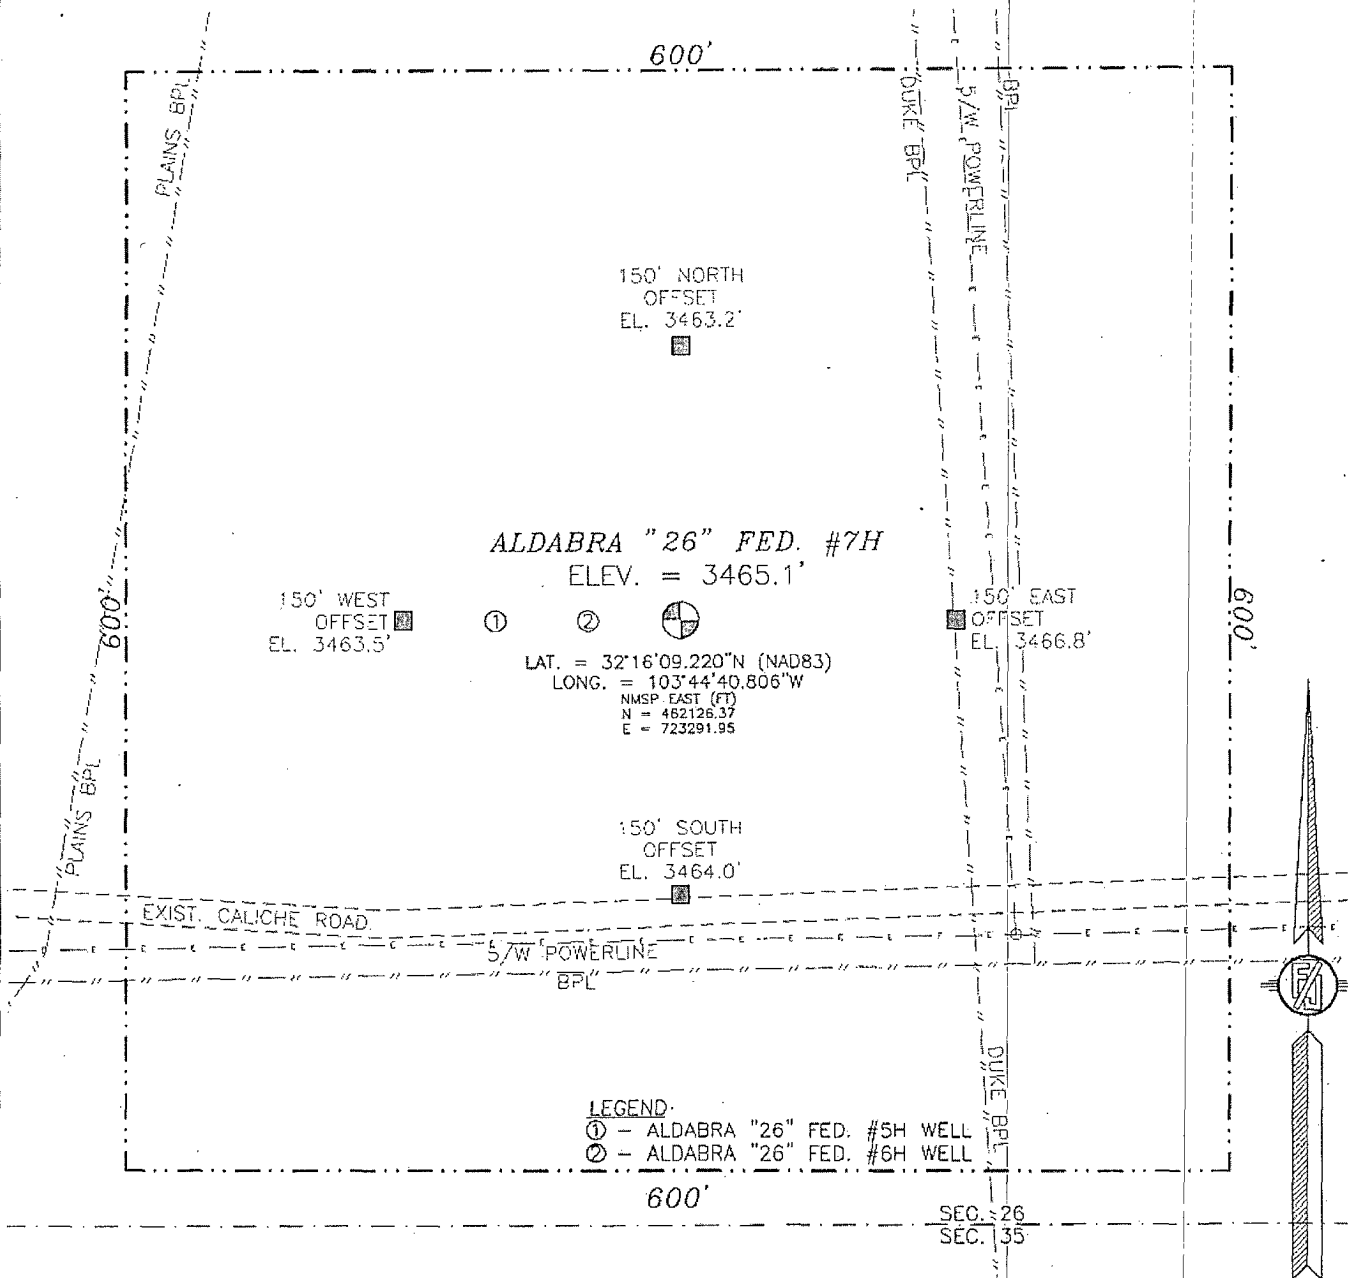 600'
PLAINS BPL
DUKE BPL
5/W POWERLINE
BPL
150' NORTH
OFFSET
EL. 3463.2'
ALDABRA "26" FED. #7H
ELEV. = 3465.1'
600'
150' WEST
OFFSET
EL. 3463.5'
1
2
150' EAST
OFFSET
EL. 3466.8'
600'
LAT. = 32°16'09.220"N (NAD83)
LONG. = 103°44'40.806"W
NMSP EAST (FT)
N = 462126.37
E = 723291.95
PLAINS BPL
150' SOUTH
OFFSET
EL. 3464.0'
EXIST. CALICHE ROAD
5/W POWERLINE
BPL
DUKE BPL
LEGEND
1 - ALDABRA "26" FED. #5H WELL
2 - ALDABRA "26" FED. #6H WELL
600'
SEC. 26
SEC. 35